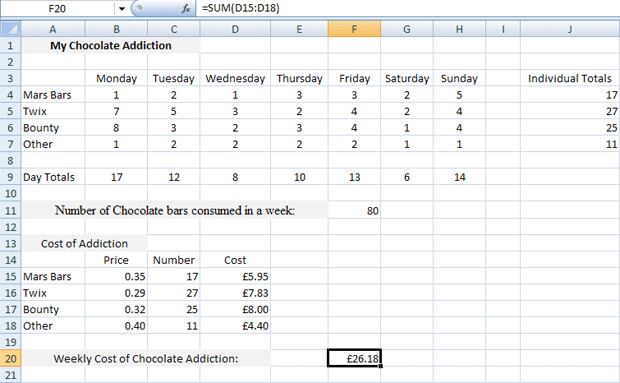 F20 fx =SUM(D15:D18)
A B C D E F G H I J
1 My Chocolate Addiction
2
3 Monday Tuesday Wednesday Thursday Friday Saturday Sunday Individual Totals
4 Mars Bars 1 2 1 3 3 2 5 17
5 Twix 7 5 3 2 4 2 4 27
6 Bounty 8 3 2 3 4 1 4 25
7 Other 1 2 2 2 2 1 1 11
8
9 Day Totals 17 12 8 10 13 6 14
10
11 Number of Chocolate bars consumed in a week: 80
12
13 Cost of Addiction
14 Price Number Cost
15 Mars Bars 0.35 17 £5.95
16 Twix 0.29 27 £7.83
17 Bounty 0.32 25 £8.00
18 Other 0.40 11 £4.40
19
20 Weekly Cost of Chocolate Addiction: £26.18
21